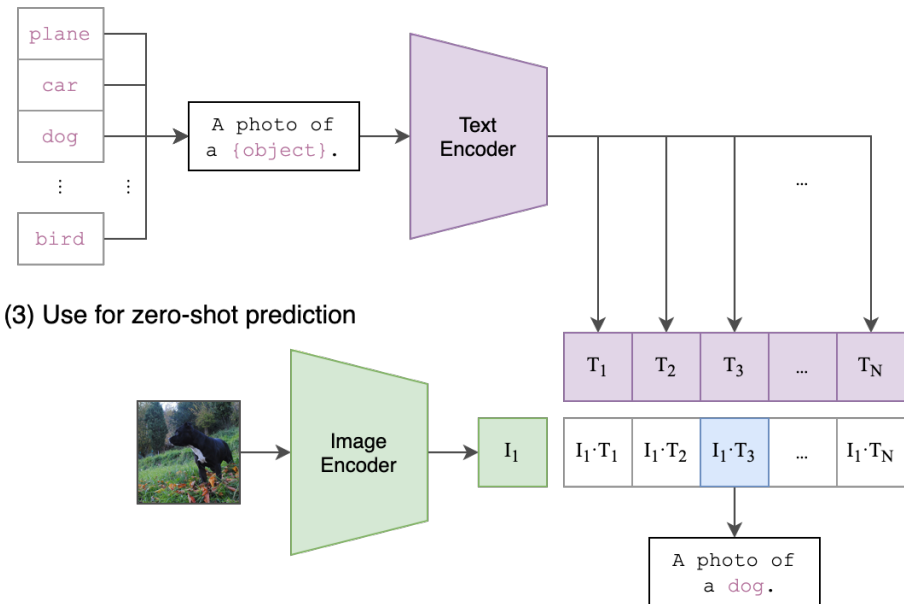 plane
car
dog
⋮ ⋮
bird
A photo of
a {object}.
Text
Encoder
...
(3) Use for zero-shot prediction
T1 T2 T3 ... TN
Image
Encoder
I1
I1·T1 I1·T2 I1·T3 ... I1·TN
A photo of
a dog.